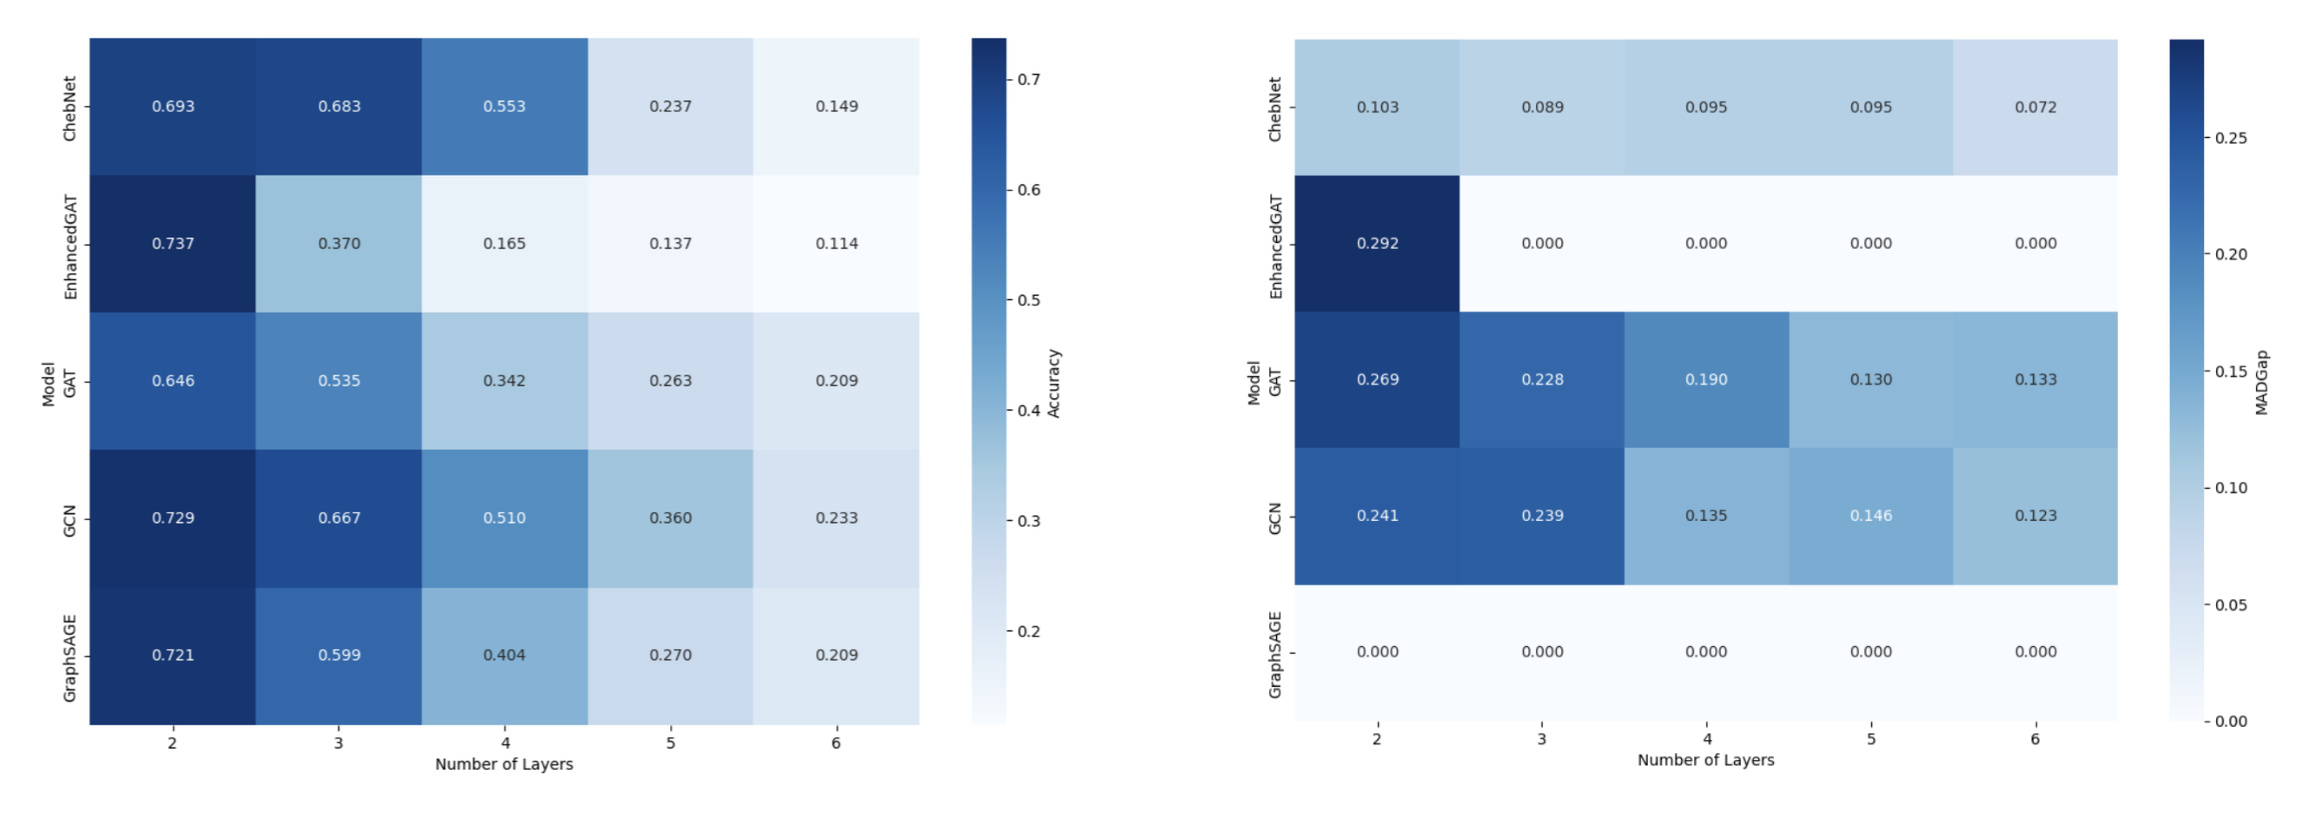 ChebNet 0.693 0.683 0.553 0.237 0.149
EnhancedGAT 0.737 0.370 0.165 0.137 0.114
Model
GAT 0.646 0.535 0.342 0.263 0.209
GCN 0.729 0.667 0.510 0.360 0.233
GraphSAGE 0.721 0.599 0.404 0.270 0.209
2 3 4 5 6
Number of Layers
0.7
0.6
0.5
0.4
0.3
0.2
Accuracy
ChebNet 0.103 0.089 0.095 0.095 0.072
EnhancedGAT 0.292 0.000 0.000 0.000 0.000
Model
GAT 0.269 0.228 0.190 0.130 0.133
GCN 0.241 0.239 0.135 0.146 0.123
GraphSAGE 0.000 0.000 0.000 0.000 0.000
2 3 4 5 6
Number of Layers
0.25
0.20
0.15
0.10
0.05
0.00
MADGap